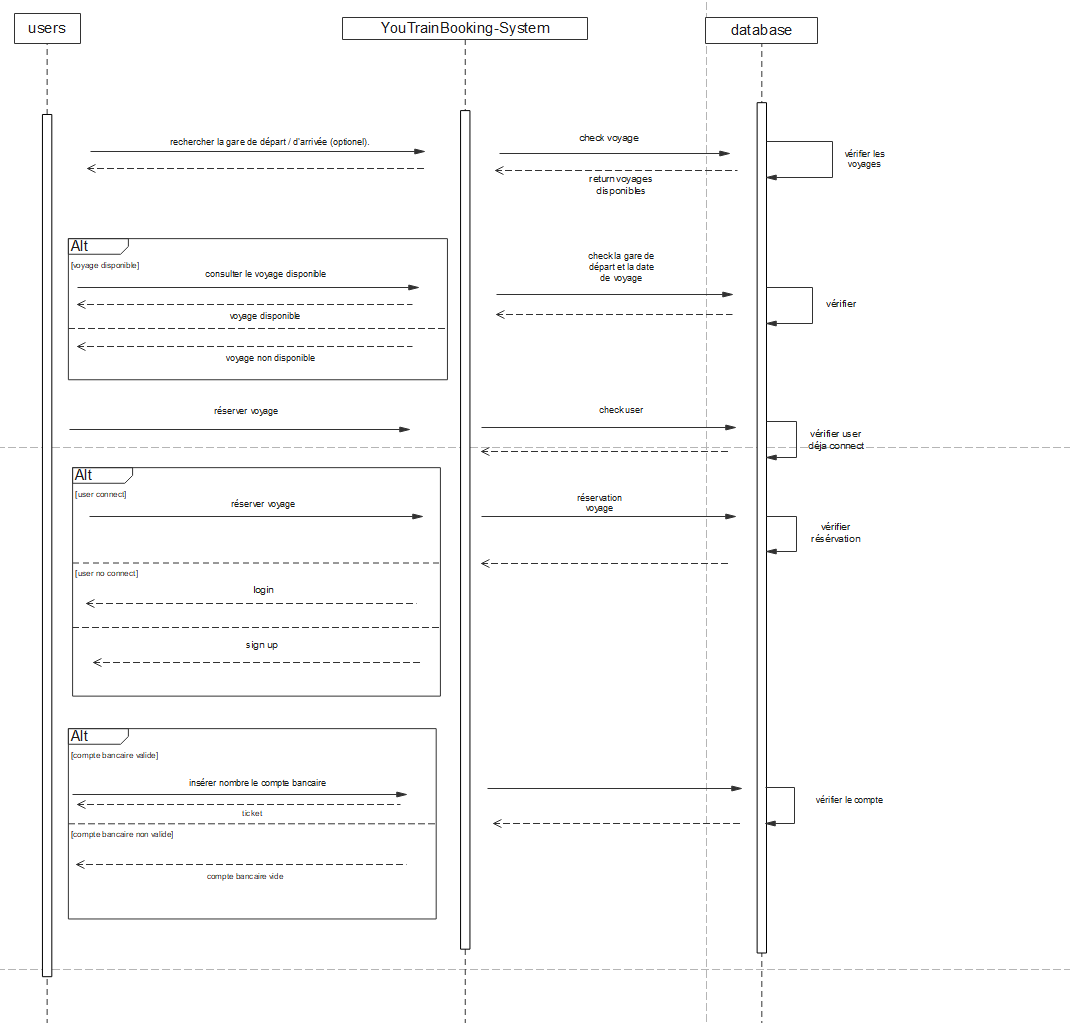 users
YouTrainBooking-System
database
rechercher la gare de départ / d'arrivée (optionel).
check voyage
vérifier les
voyages
return voyages
disponibles
Alt
[voyage disponible]
consulter le voyage disponible
check la gare de
départ et la date
de voyage
voyage disponible
vérifier
voyage non disponible
réserver voyage
check user
vérifier user
déja connect
Alt
[user connect]
réserver voyage
réservation
voyage
vérifier
résérvation
[user no connect]
login
sign up
Alt
[compte bancaire valide]
insérer nombre le compte bancaire
ticket
vérifier le compte
[compte bancaire non valide]
compte bancaire vide